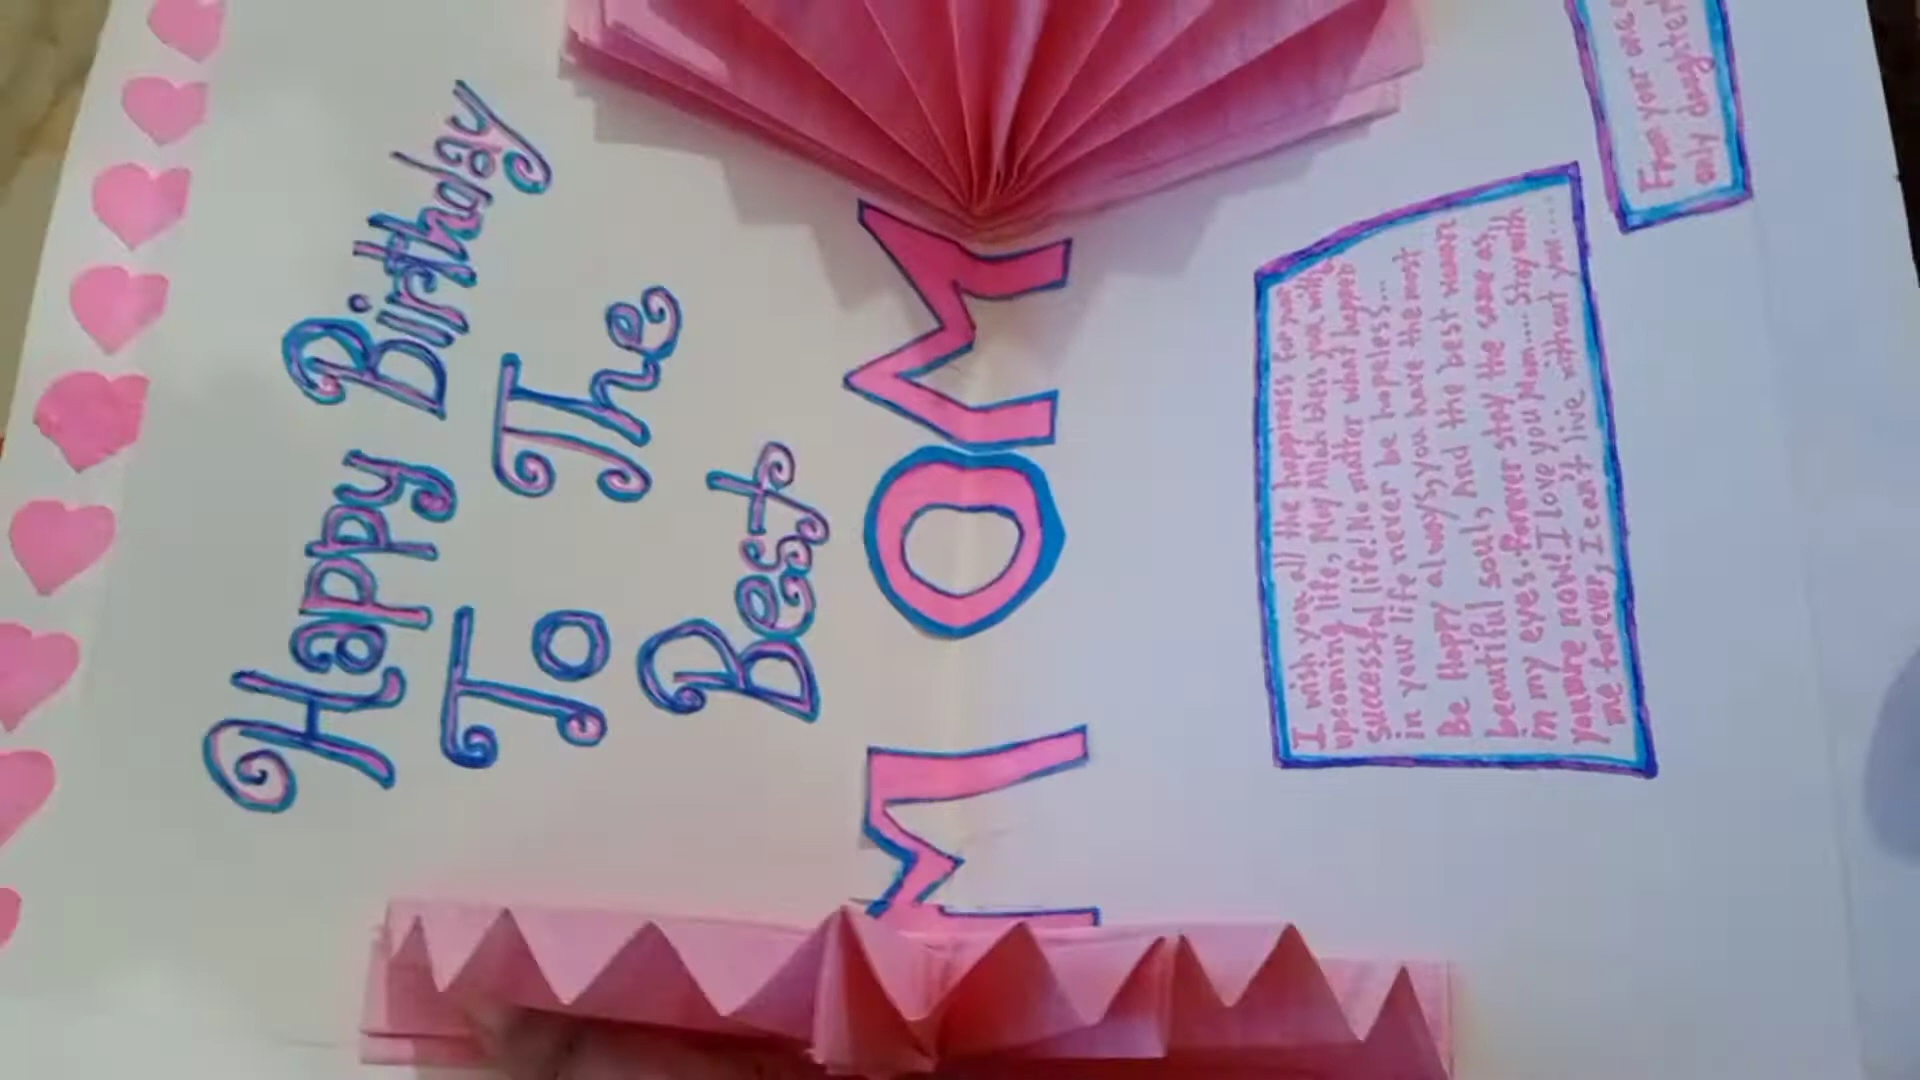 Happy Birthday
To The
Best
MOM
I wish you all the happiness for your
upcoming life, May Allah bless you with
successful life! No matter what happen
in your life never be hopeless...
Be Happy always, you have the most
beautiful soul, And the best woman
in my eyes. Forever stay the same as
you are now! I love you Mom.... Stay with
me forever, I can't live without you....
From your one
only daughter